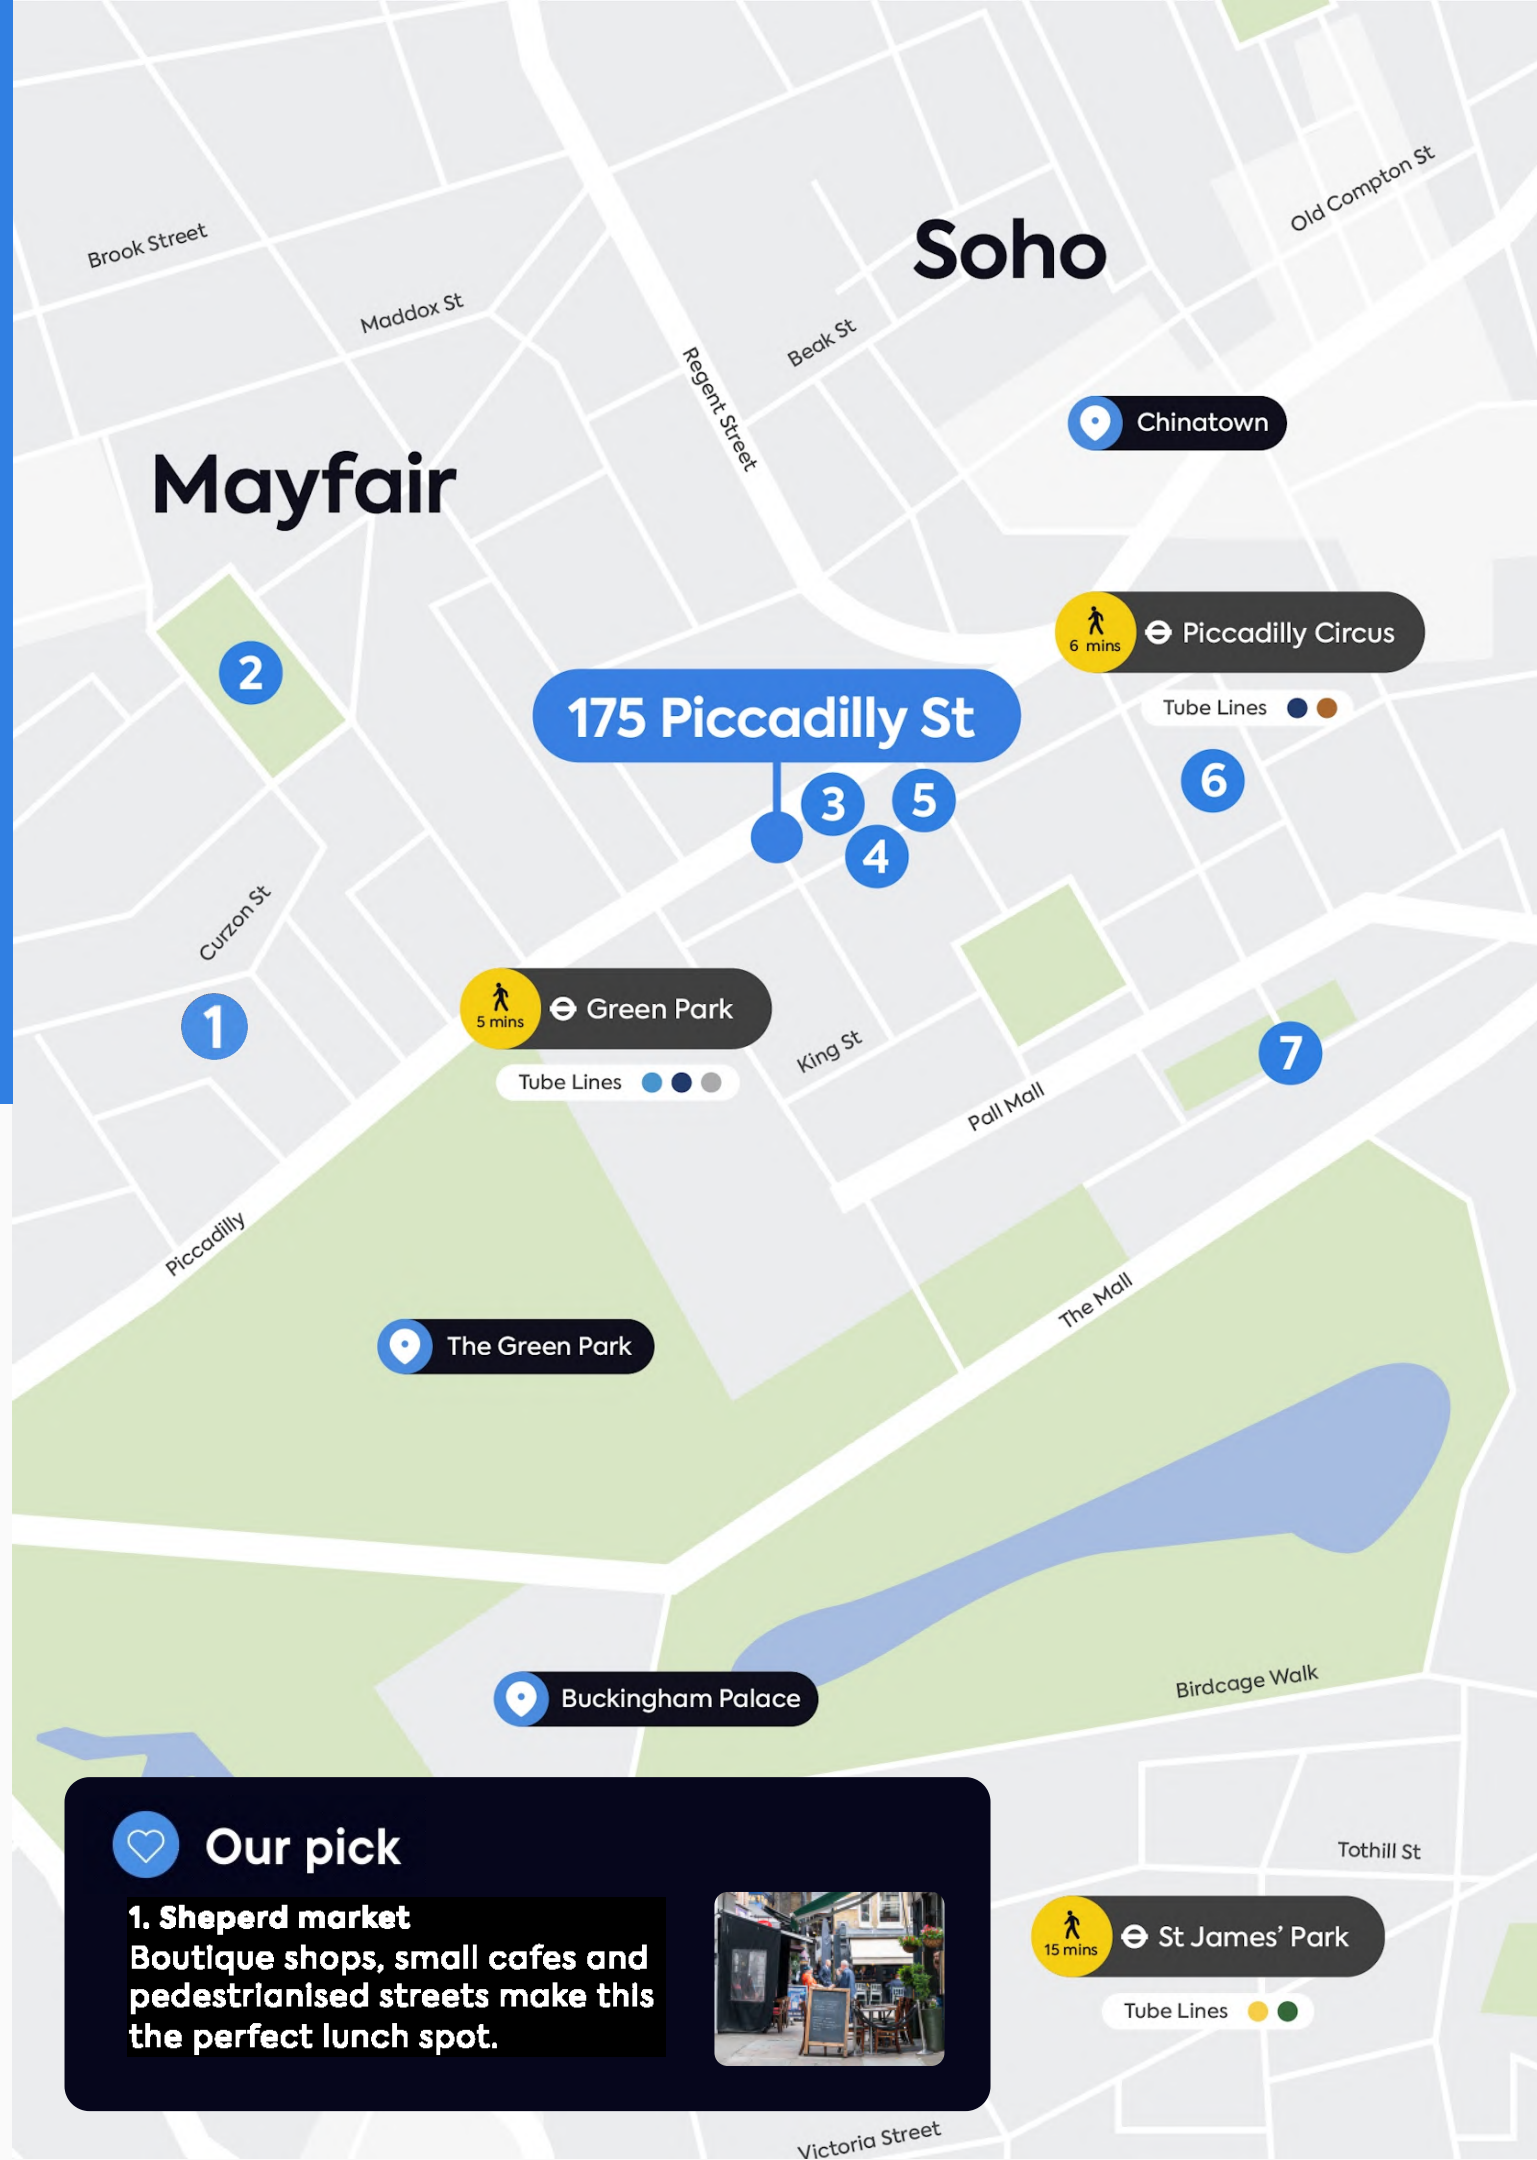 Soho
Old Compton St
Brook Street
Maddox St
Beak St
Regent Street
Chinatown
Mayfair
6 mins
Piccadilly Circus
Tube Lines
2
175 Piccadilly St
3
5
6
4
Curzon St
1
5 mins
Green Park
Tube Lines
King St
7
Pall Mall
Piccadilly
The Mall
The Green Park
Buckingham Palace
Birdcage Walk
Our pick
1. Sheperd market
Boutique shops, small cafes and
pedestrianised streets make this
the perfect lunch spot.
Tothill St
15 mins
St James’ Park
Tube Lines
Victoria Street